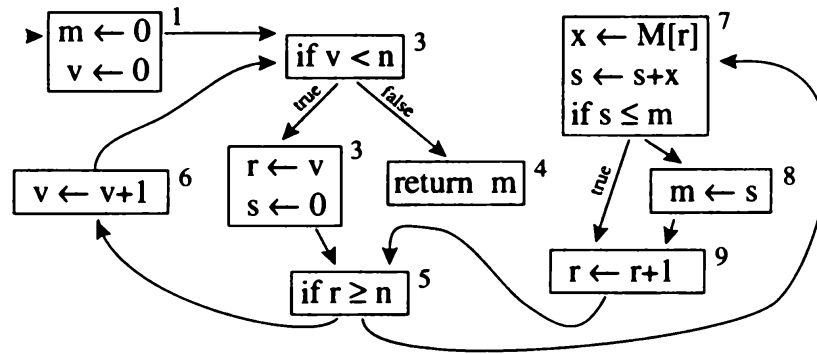 m ← 0
v ← 0
1
if v < n
3
true
false
r ← v
s ← 0
3
return m
4
if r ≥ n
5
v ← v+1
6
x ← M[r]
s ← s+x
if s ≤ m
7
true
m ← s
8
r ← r+1
9